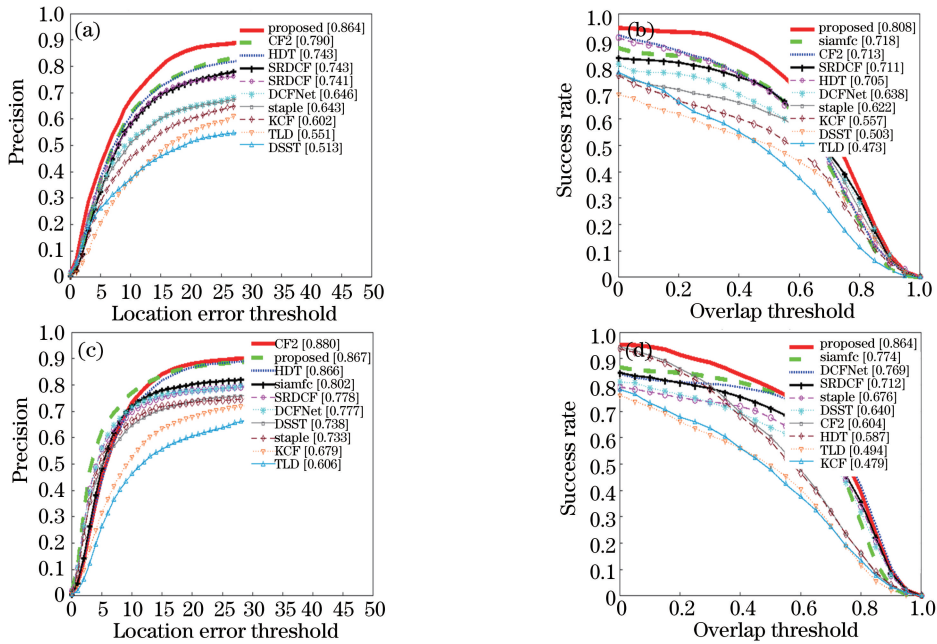 (a)
Precision
1.0
0.9
0.8
0.7
0.6
0.5
0.4
0.3
0.2
0.1
0
proposed [0.864]
CF2 [0.790]
HDT [0.743]
SRDCF [0.743]
SRDCF [0.741]
DCFNet [0.646]
staple [0.643]
KCF [0.602]
TLD [0.551]
DSST [0.513]
0 5 10 15 20 25 30 35 40 45 50
Location error threshold
(b)
Success rate
1.0
0.9
0.8
0.7
0.6
0.5
0.4
0.3
0.2
0.1
0
proposed [0.808]
siamfc [0.718]
CF2 [0.713]
SRDCF [0.711]
HDT [0.705]
DCFNet [0.638]
staple [0.622]
KCF [0.557]
DSST [0.503]
TLD [0.473]
0 0.2 0.4 0.6 0.8 1.0
Overlap threshold
(c)
Precision
1.0
0.9
0.8
0.7
0.6
0.5
0.4
0.3
0.2
0.1
0
CF2 [0.880]
proposed [0.867]
HDT [0.866]
siamfc [0.802]
SRDCF [0.778]
DCFNet [0.777]
DSST [0.738]
staple [0.733]
KCF [0.679]
TLD [0.606]
0 5 10 15 20 25 30 35 40 45 50
Location error threshold
(d)
Success rate
1.0
0.9
0.8
0.7
0.6
0.5
0.4
0.3
0.2
0.1
0
proposed [0.864]
siamfc [0.774]
DCFNet [0.769]
SRDCF [0.712]
staple [0.676]
DSST [0.640]
CF2 [0.604]
HDT [0.587]
TLD [0.494]
KCF [0.479]
0 0.2 0.4 0.6 0.8 1.0
Overlap threshold